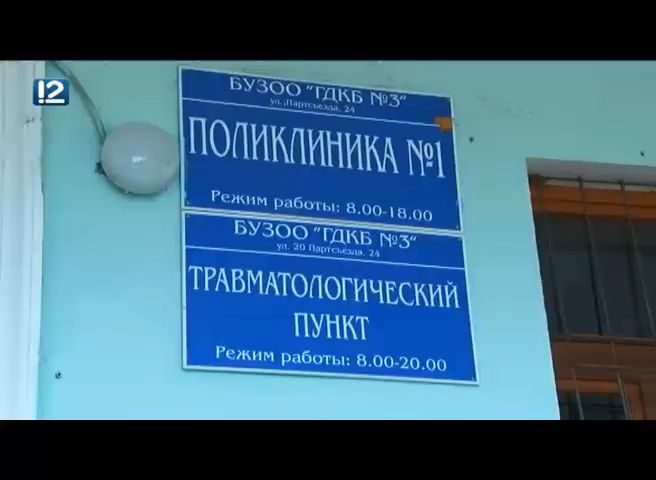 12
БУЗОО "ГДКБ №3"
ул. Партсъезда, 24
ПОЛИКЛИНИКА №1
Режим работы: 8.00-18.00
БУЗОО "ГДКБ №3"
ул. 20 Партсъезда, 24
ТРАВМАТОЛОГИЧЕСКИЙ
ПУНКТ
Режим работы: 8.00-20.00